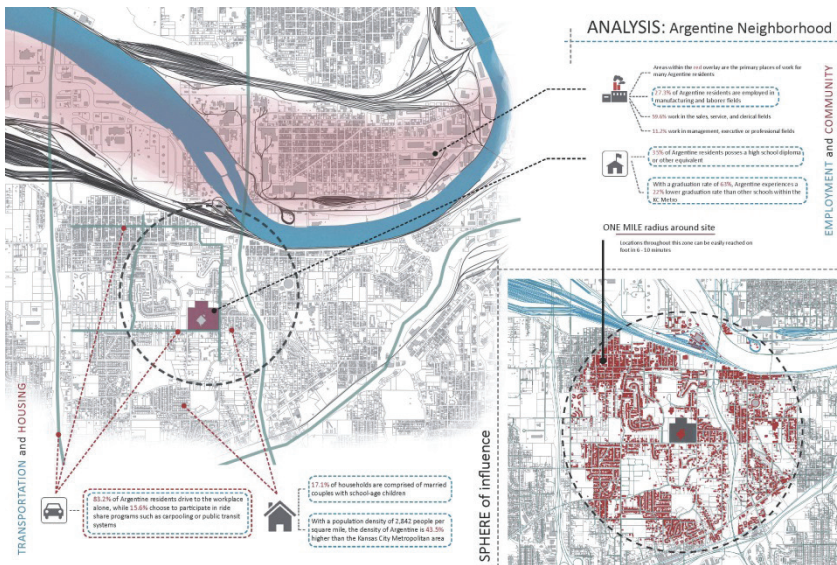 ANALYSIS: Argentine Neighborhood
Areas within the red overlay are the primary places of work for
many Argentine residents
77.3% of Argentine residents are employed in
manufacturing and laborer fields
work in the sales, service, and clerical fields
11.2% work in management, executive or professional fields
35% of Argentine residents posses a high school diploma
or other equivalent
With a graduation rate of 63%, Argentine experiences a
22% lower graduation rate than other schools within the
KC Metro
EMPLOYMENT and COMMUNITY
ONE MILE radius around site
Locations throughout this zone can be easily reached on
foot in 6 - 10 minutes
SPHERE of influence
TRANSPORTATION and HOUSING
83.2% of Argentine residents drive to the workplace
alone, while 15.6% choose to participate in ride
share programs such as carpooling or public transit
systems
17.1% of households are comprised of married
couples with school-age children
With a population density of 2,842 people per
square mile, the density of Argentine is 43.5%
higher than the Kansas City Metropolitan area